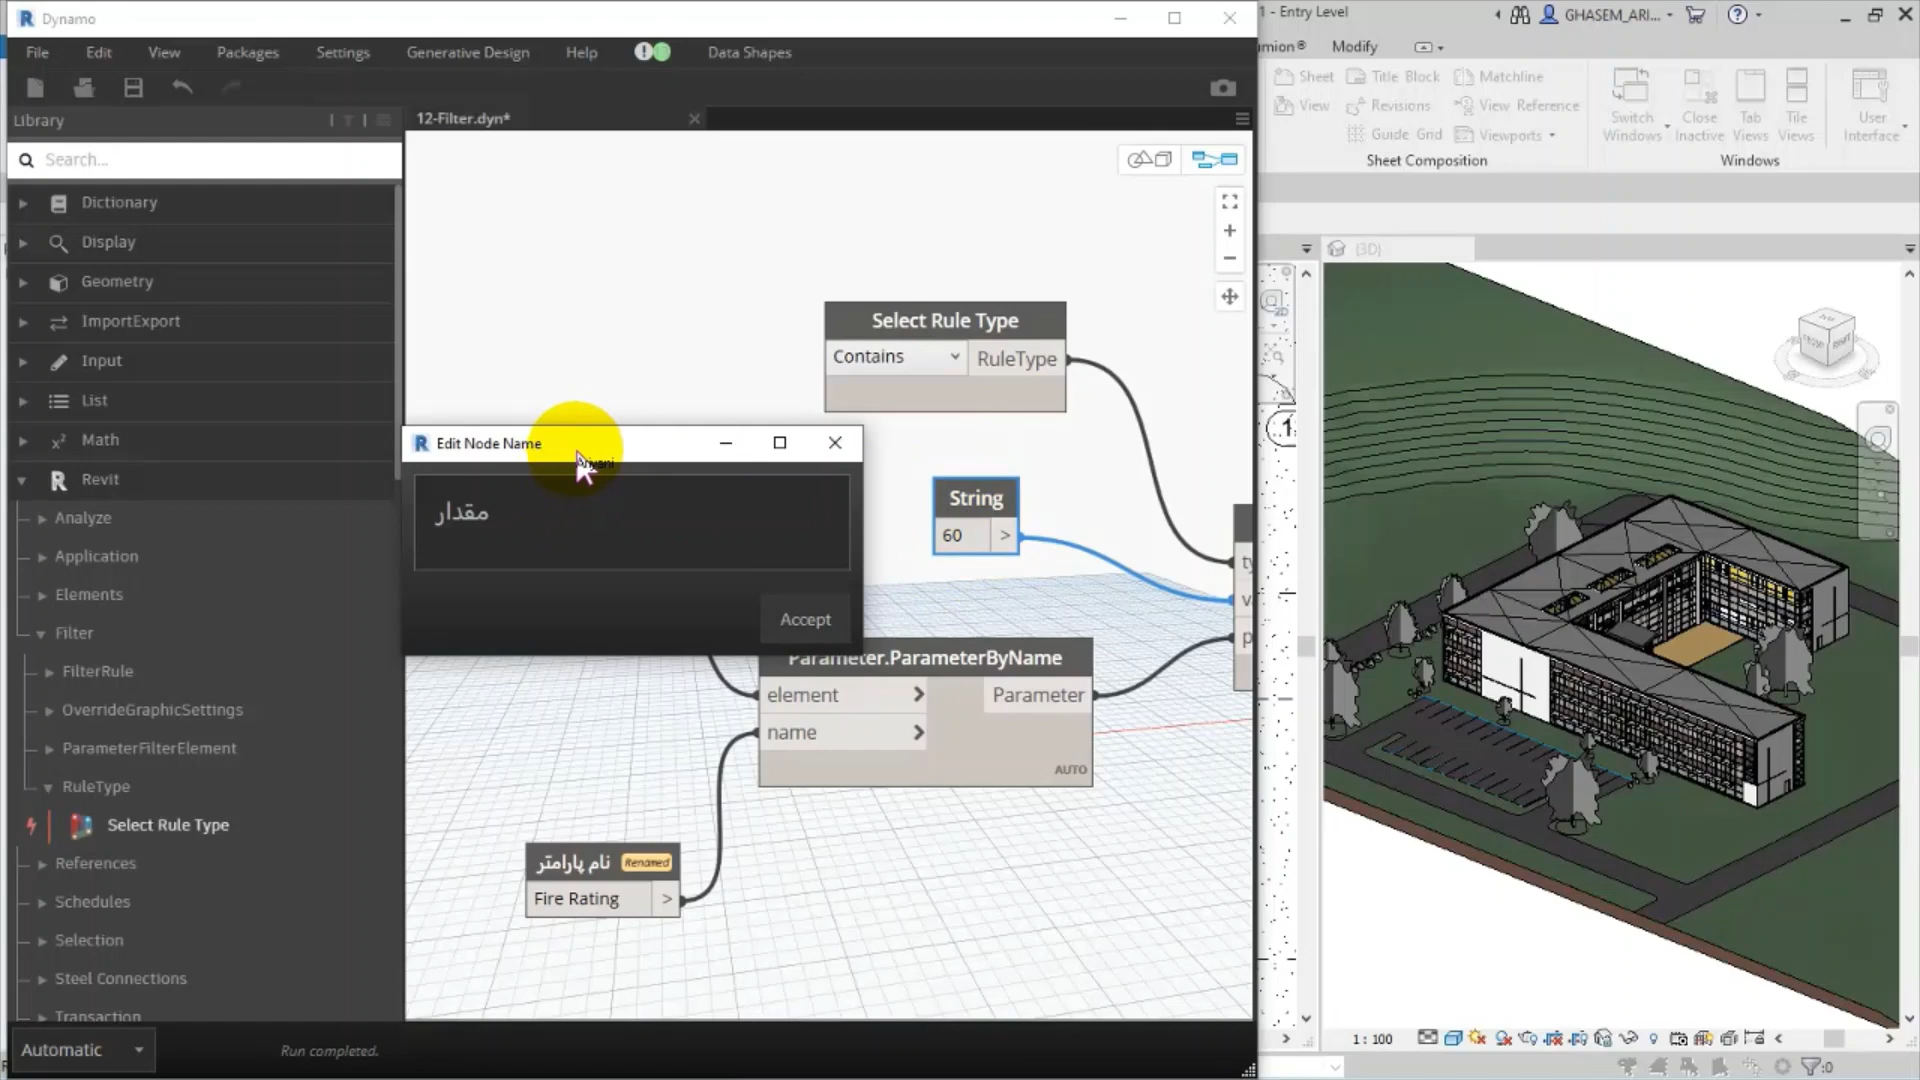 Dynamo
File Edit View Packages Settings Generative Design Help Data Shapes
Library
Search...
Dictionary
Display
Geometry
ImportExport
Input
List
Math
Revit
Analyze
Application
Elements
Filter
FilterRule
OverrideGraphicSettings
ParameterFilterElement
RuleType
Select Rule Type
References
Schedules
Selection
Steel Connections
Transaction
Automatic
Run completed.
12-Filter.dyn*
Select Rule Type
Contains RuleType
Edit Node Name
مقدار
Accept
String
60 >
Parameter.ParameterByName
element Parameter
name
AUTO
نام پارامتر Renamed
Fire Rating >
1 - Entry Level
GHASEM_ARI...
Modify
Sheet Title Block Matchline
View Revisions View Reference
Guide Grid Viewports
Sheet Composition
Switch Windows
Close Inactive
Tab Views
Tile Views
User Interface
Windows
{3D}
1
1 : 100
:0